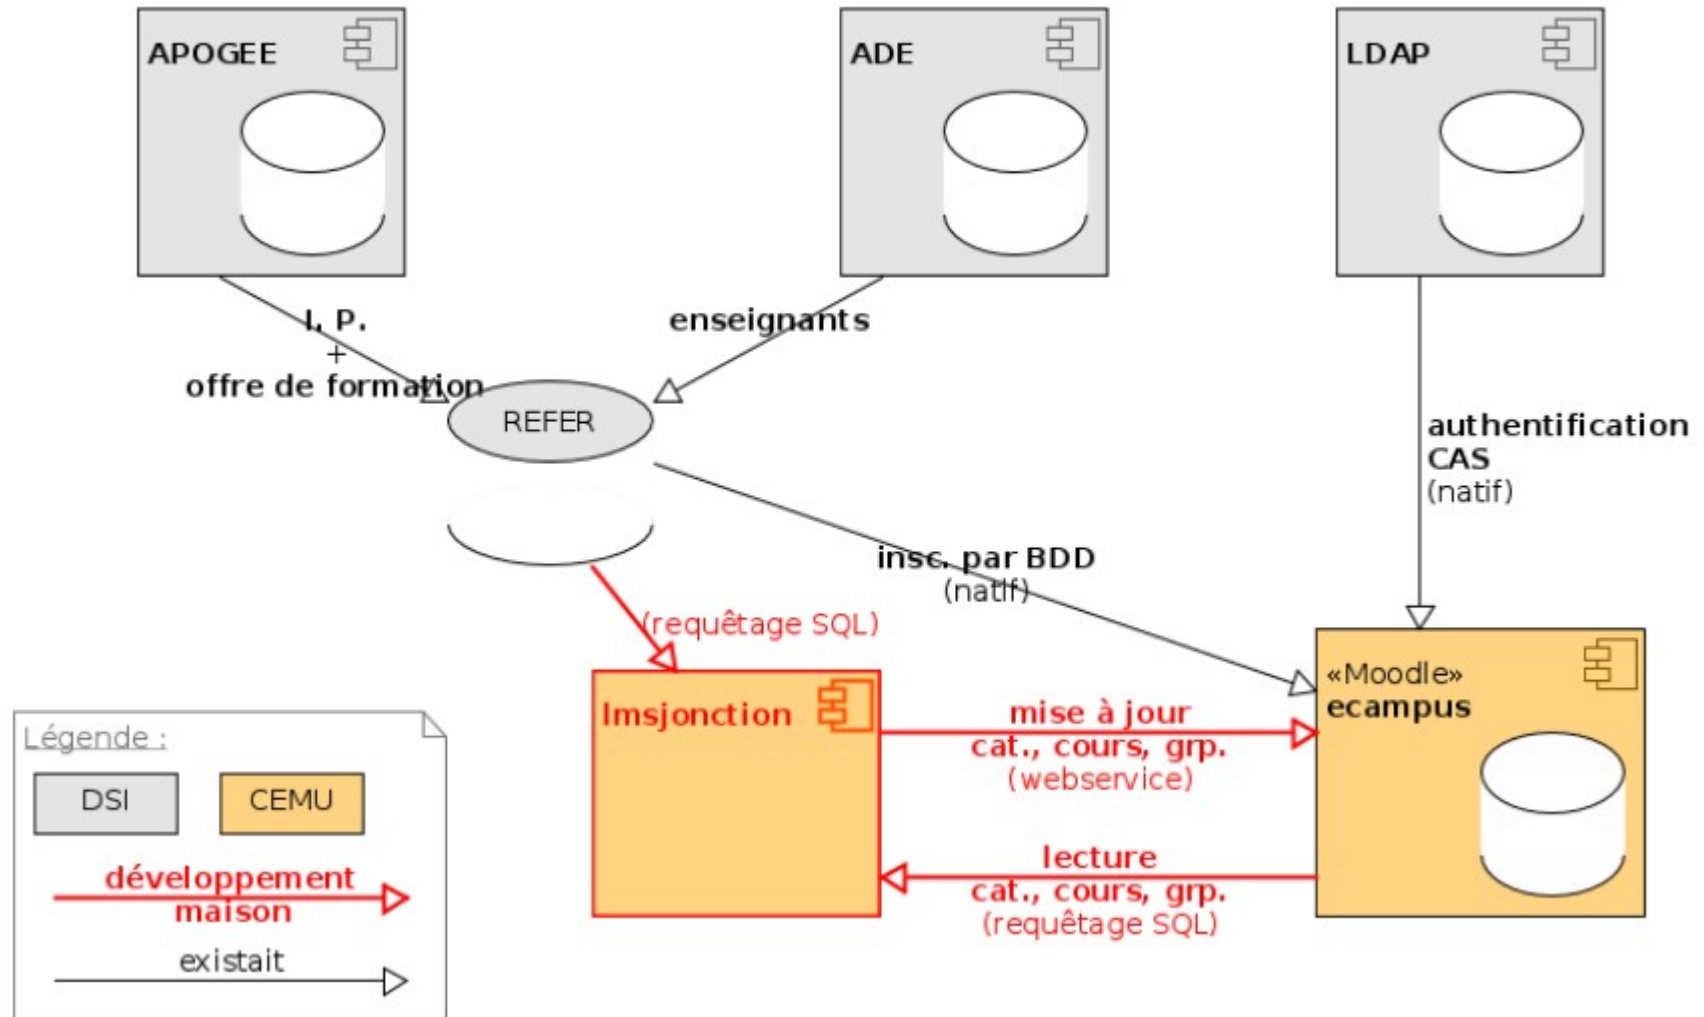 APOGEE
ADE
LDAP
I. P.
+
offre de formation
enseignants
REFER
authentification
CAS
(natif)
insc. par BDD
(natif)
(requêtage SQL)
lmsjonction
mise à jour
cat., cours, grp.
(webservice)
lecture
cat., cours, grp.
(requêtage SQL)
«Moodle»
ecampus
Légende :
DSI
CEMU
développement
maison
existait